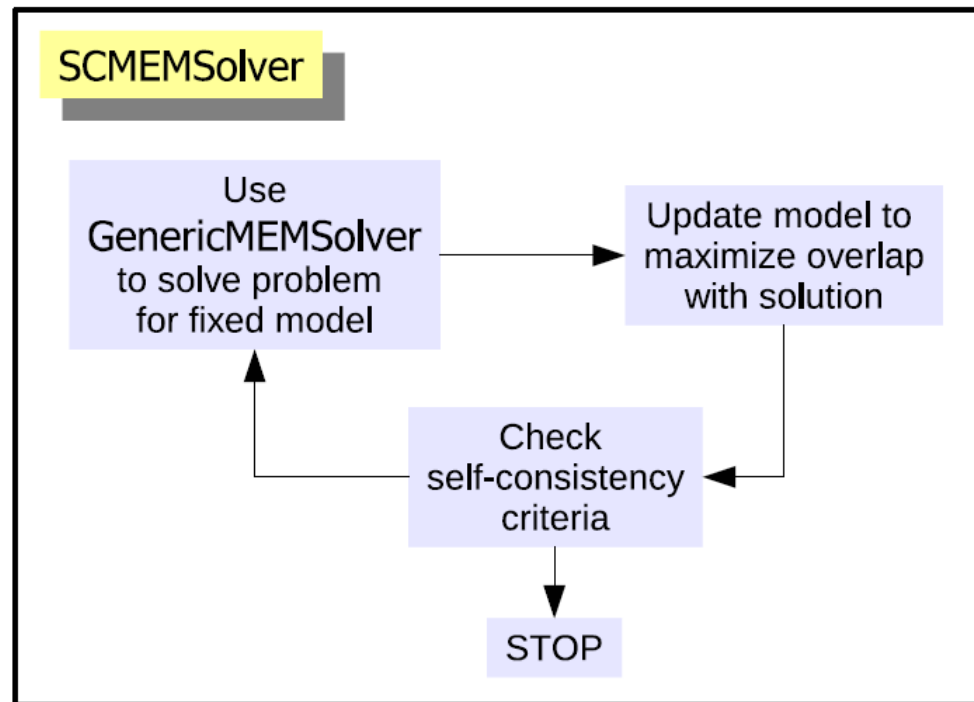 SCMEMSolver
Use
GenericMEMSolver
to solve problem
for fixed model
Update model to
maximize overlap
with solution
Check
self-consistency
criteria
STOP